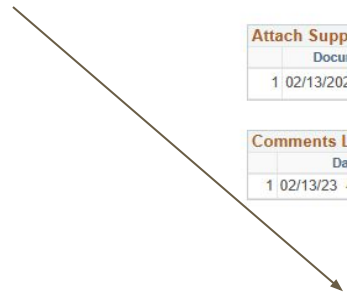 Attach Supp
Docu
1 02/13/202
Comments L
Da
1 02/13/23